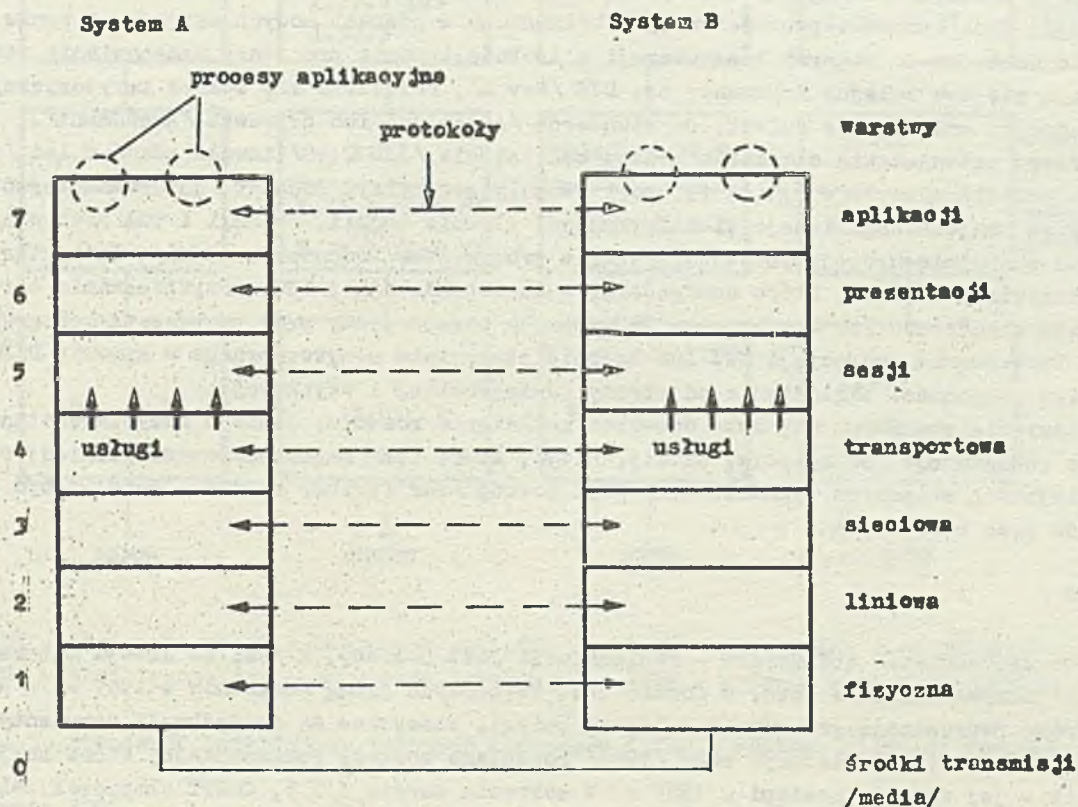 System A
System B
procesy aplikacyjne
protokoły
warstwy
7
aplikacji
6
prezentacji
5
sesji
usługi
usługi
4
transportowa
3
sieciowa
2
liniowa
1
fizyczna
0
środki transmisji
/media/